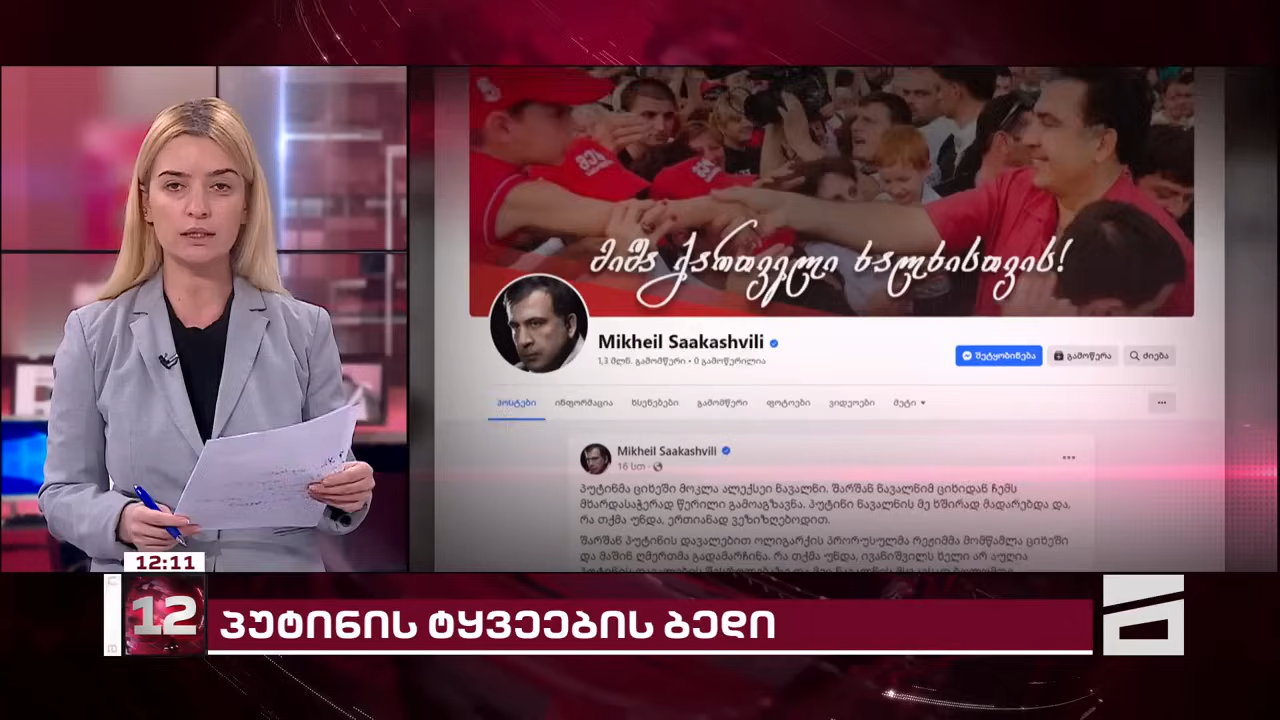 მიშა ქართველი ხალხისთვის!
Mikheil Saakashvili
1,3 მლნ. გამომწერი • 0 გამოწერილია
შეტყობინება
გამოწერა
ძიება
პოსტები
ინფორმაცია
ხსენებები
გამომწერი
ფოტოები
ვიდეოები
მეტი
Mikheil Saakashvili
16 სთ
პუტინმა ციხეში მოკლა ალექსეი ნავალნი. შარშან ნავალნიმ ციხიდან ჩემს
მხარდასაჭერად წერილი გამოაგზავნა. პუტინი ნავალნის მე ხშირად მადარებდა და,
რა თქმა უნდა, ერთიანად ვეზიზღებოდით.
შარშან პუტინის დავალებით ოლიგარქის პრორუსულმა რეჟიმმა მომწამლა ციხეში
და მაშინ ღმერთმა გადამარჩინა. რა თქმა უნდა, ივანიშვილს ხელი არ აუღია
12:11
12
პუტინის ტყვეების ბედი